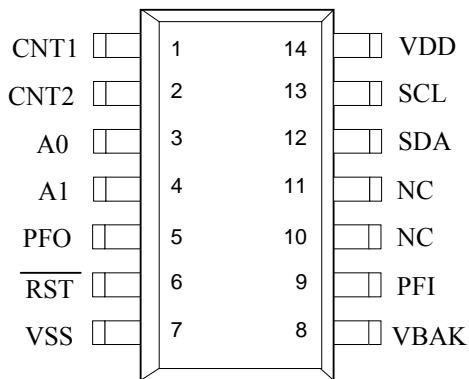 CNT1 1 14 VDD
CNT2 2 13 SCL
A0 3 12 SDA
A1 4 11 NC
PFO 5 10 NC
RST 6 9 PFI
VSS 7 8 VBAK